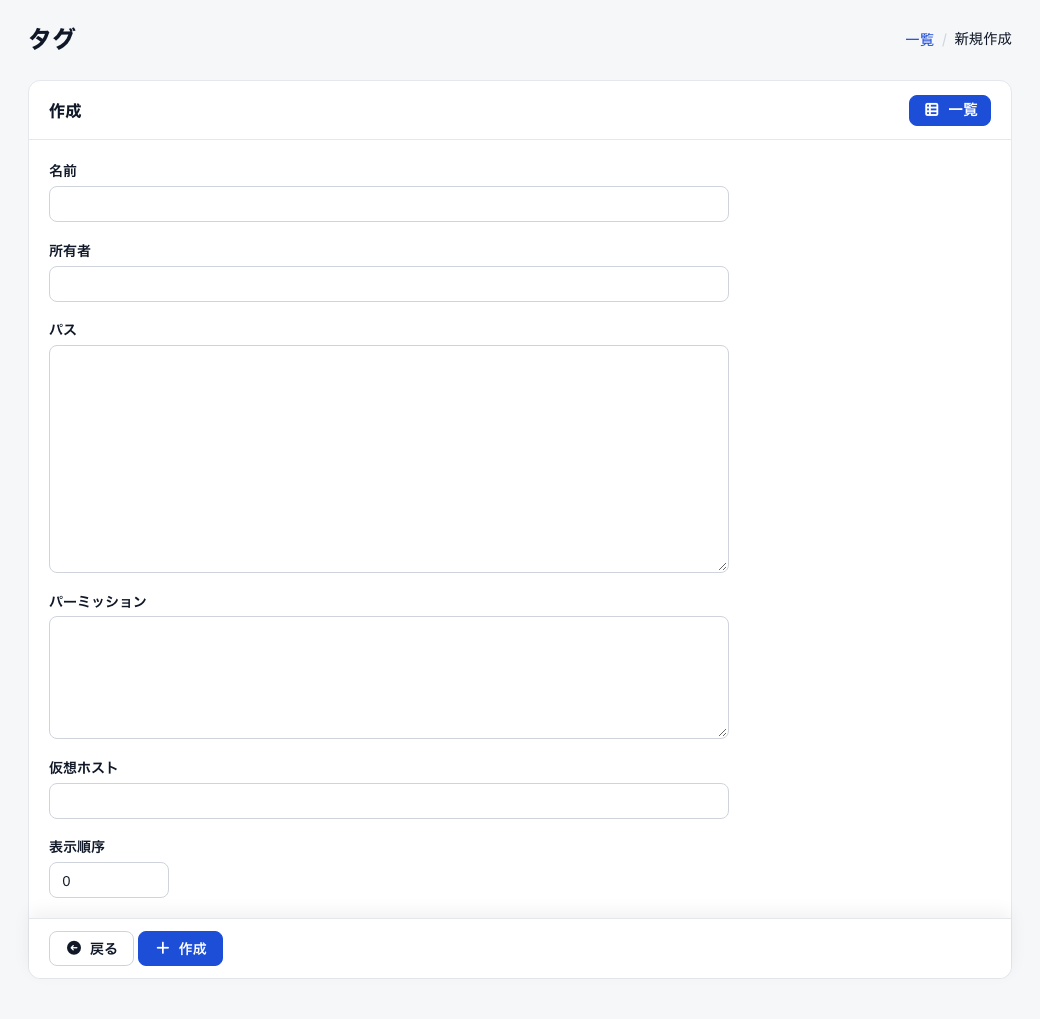 タグ
一覧 / 新規作成
作成
一覧
名前
所有者
パス
パーミッション
仮想ホスト
表示順序
0
戻る
作成